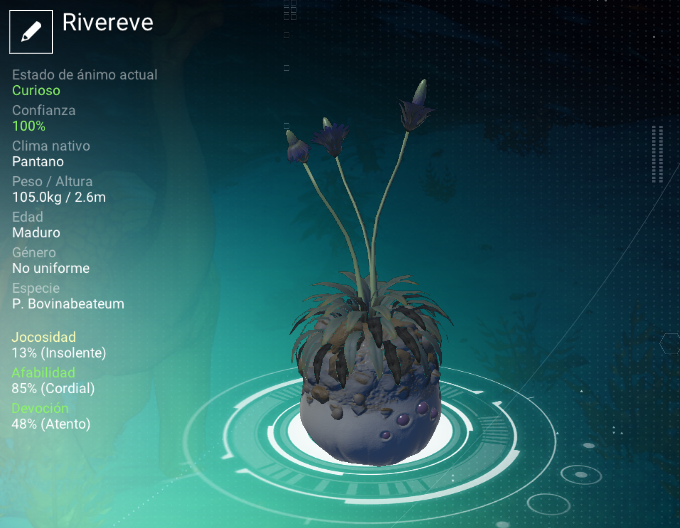 Rivereve
Estado de ánimo actual
Curioso
Confianza
100%
Clima nativo
Pantano
Peso / Altura
105.0kg / 2.6m
Edad
Maduro
Género
No uniforme
Especie
P. Bovinabeateum
Jocosidad
13% (Insolente)
Afabilidad
85% (Cordial)
Devoción
48% (Atento)